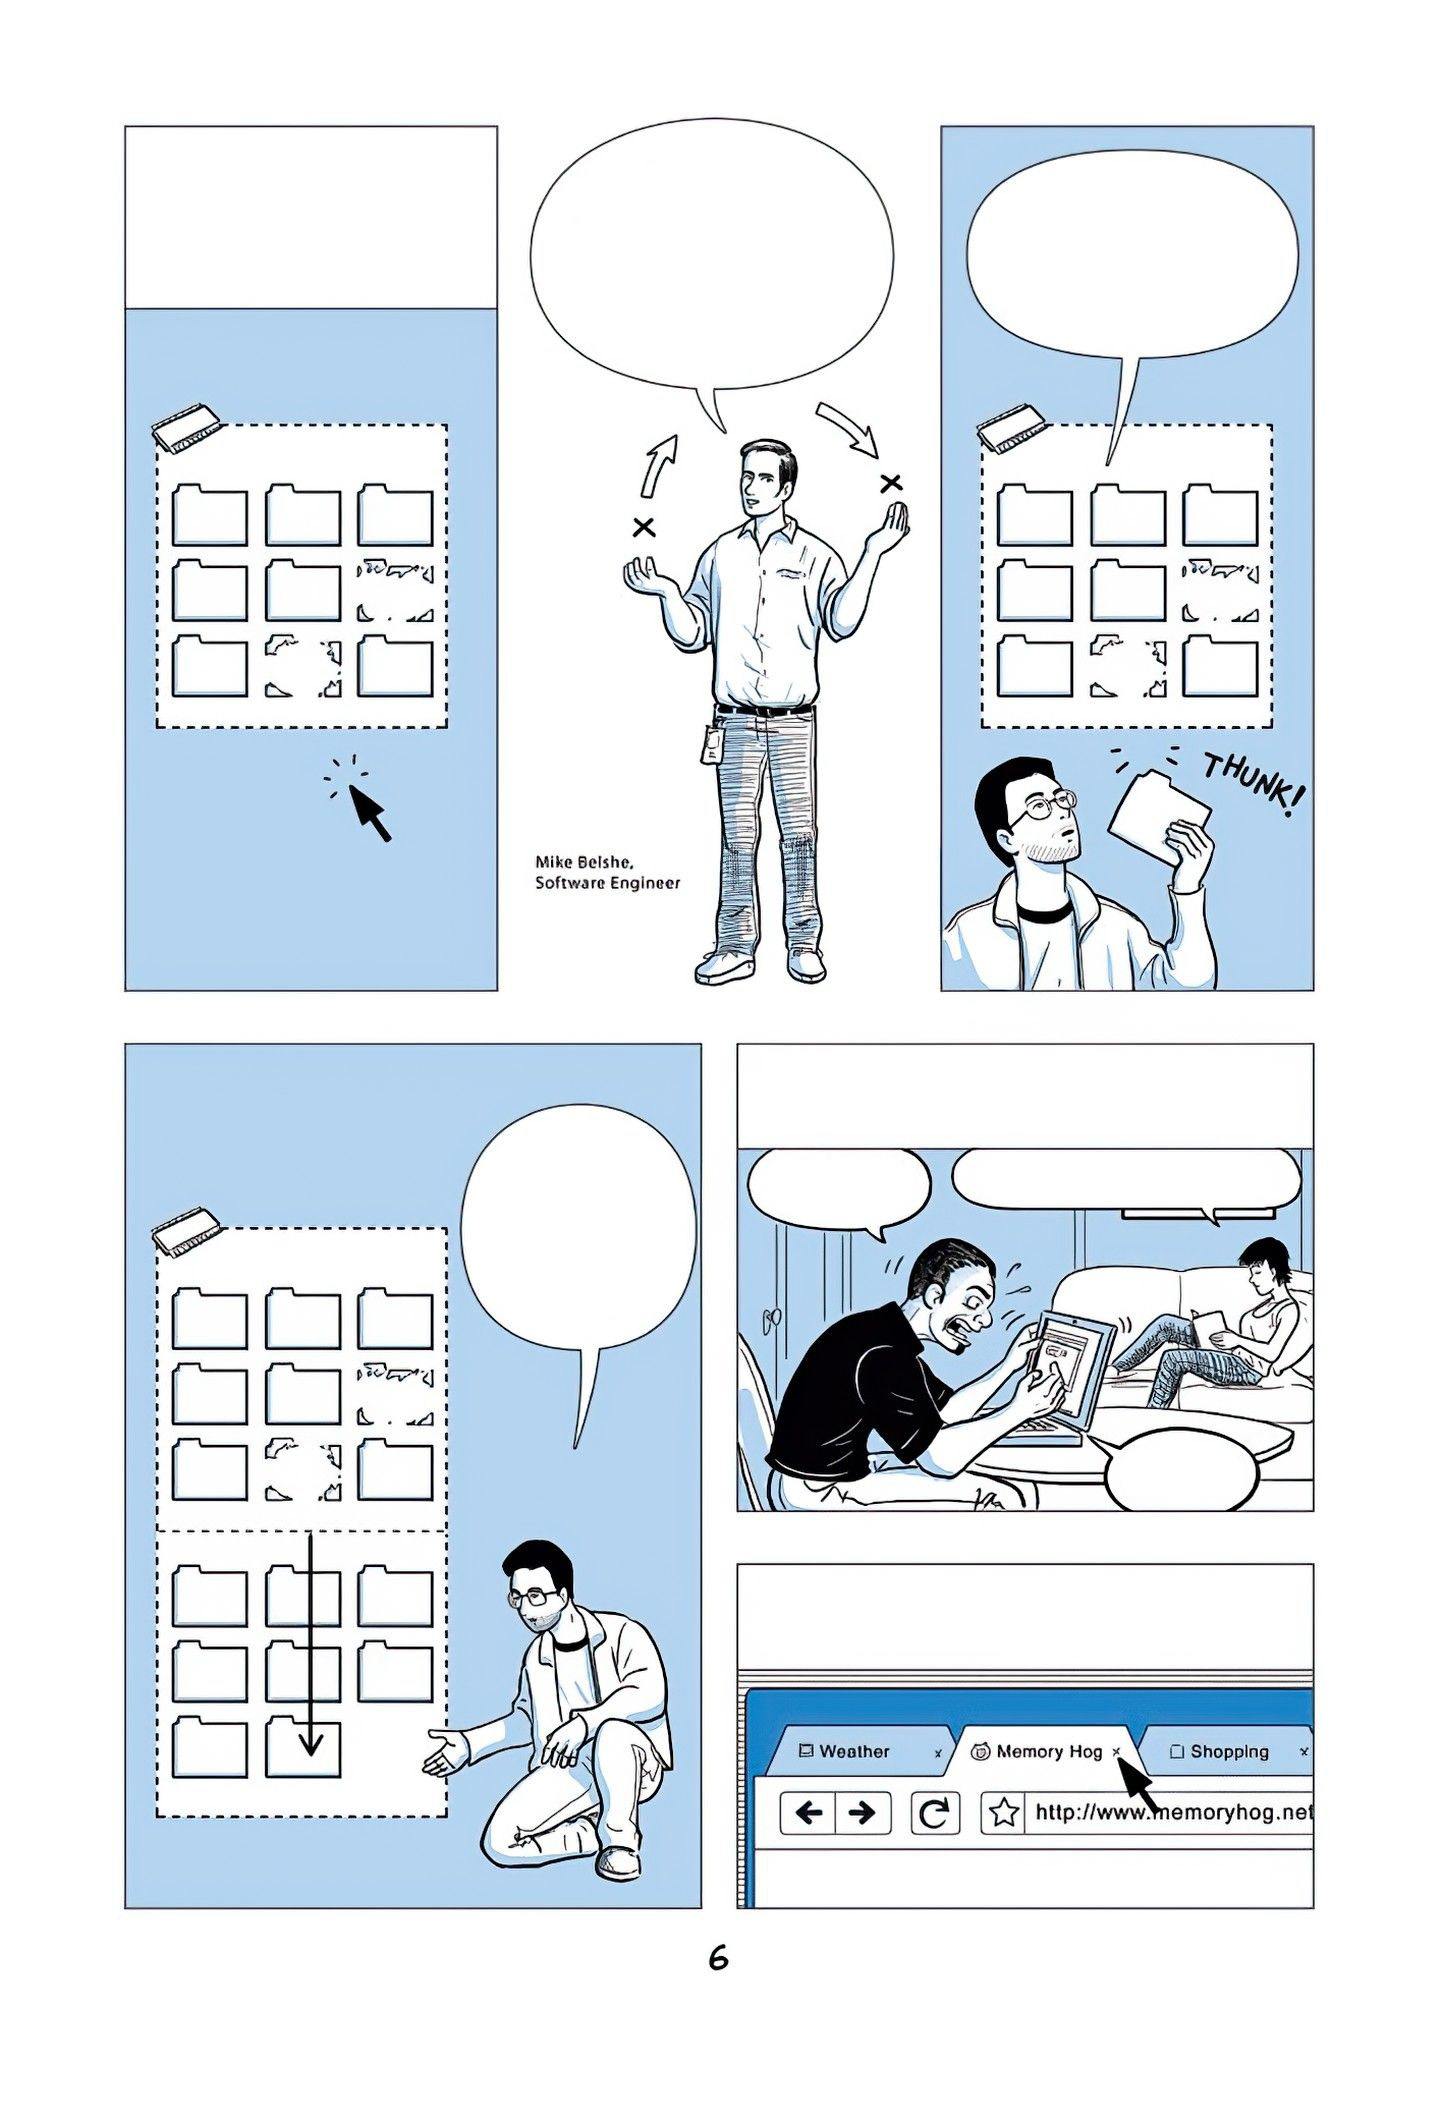 Mike Belshe,
Software Engineer
THUNK!
Weather x
Memory Hog x
Shopping x
http://www.memoryhog.net
6